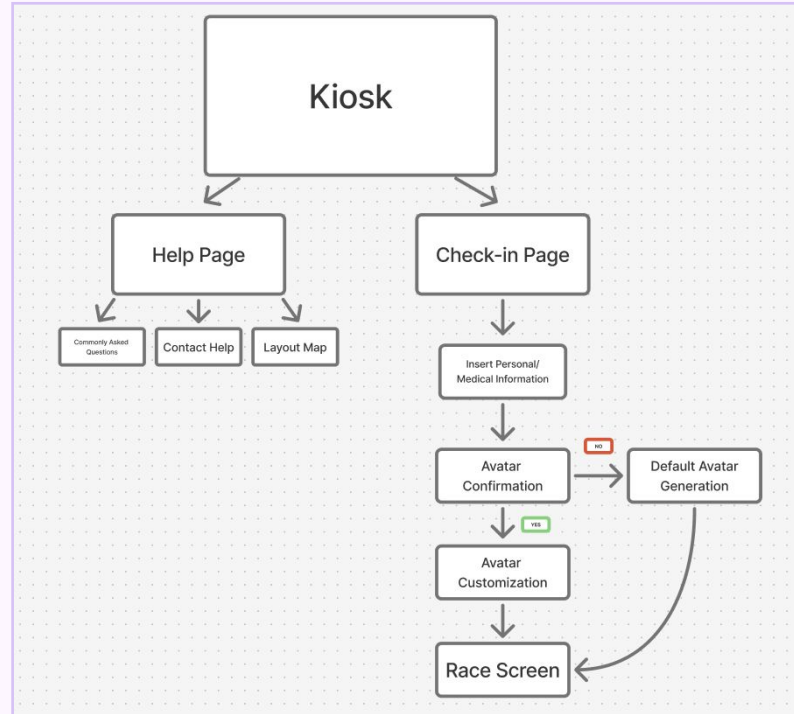 Kiosk
Help Page
Check-in Page
Commonly Asked
Questions
Contact Help
Layout Map
Insert Personal/
Medical Information
NO
Avatar
Confirmation
Default Avatar
Generation
YES
Avatar
Customization
Race Screen